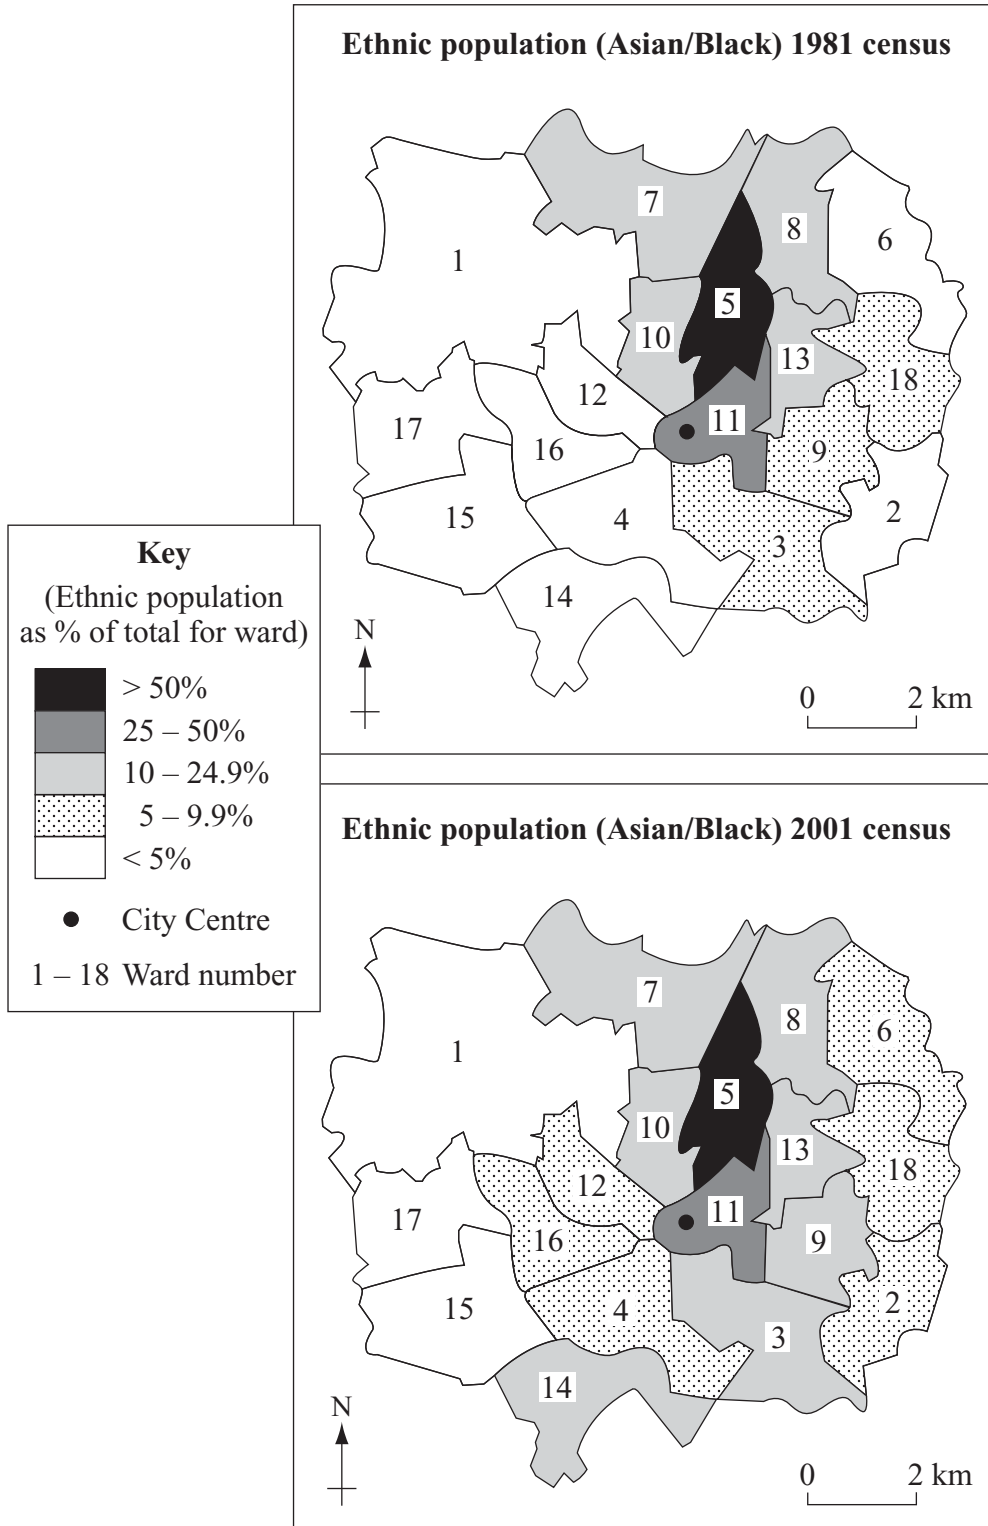 Ethnic population (Asian/Black) 1981 census
7
8
6
1
5
10
13
18
12
11
17
16
9
2
15
4
3
14
N
0 2 km
Key
(Ethnic population
as % of total for ward)
> 50%
25 – 50%
10 – 24.9%
5 – 9.9%
< 5%
City Centre
1 – 18 Ward number
Ethnic population (Asian/Black) 2001 census
7
8
6
1
5
10
13
18
12
11
17
16
9
2
15
4
3
14
N
0 2 km